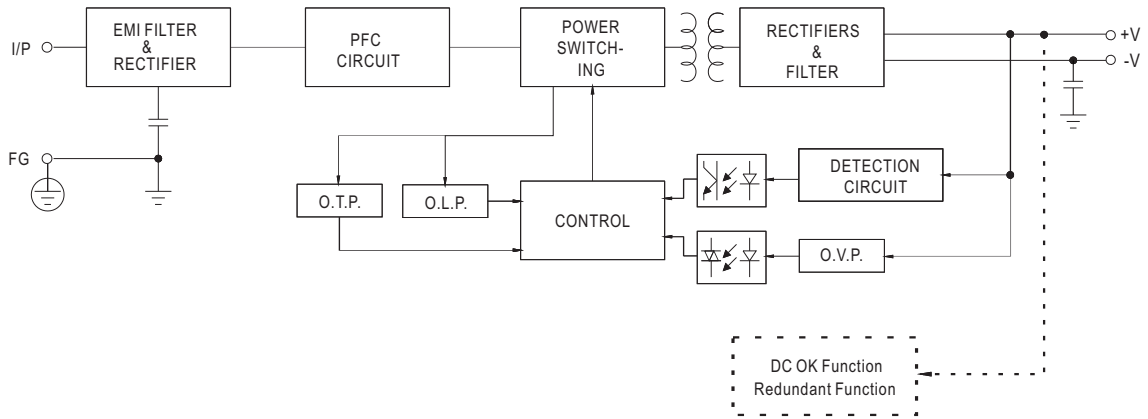 I/P
EMI FILTER
&
RECTIFIER
PFC
CIRCUIT
POWER
SWITCH-
ING
RECTIFIERS
&
FILTER
+V
-V
FG
O.T.P.
O.L.P.
CONTROL
DETECTION
CIRCUIT
O.V.P.
DC OK Function
Redundant Function